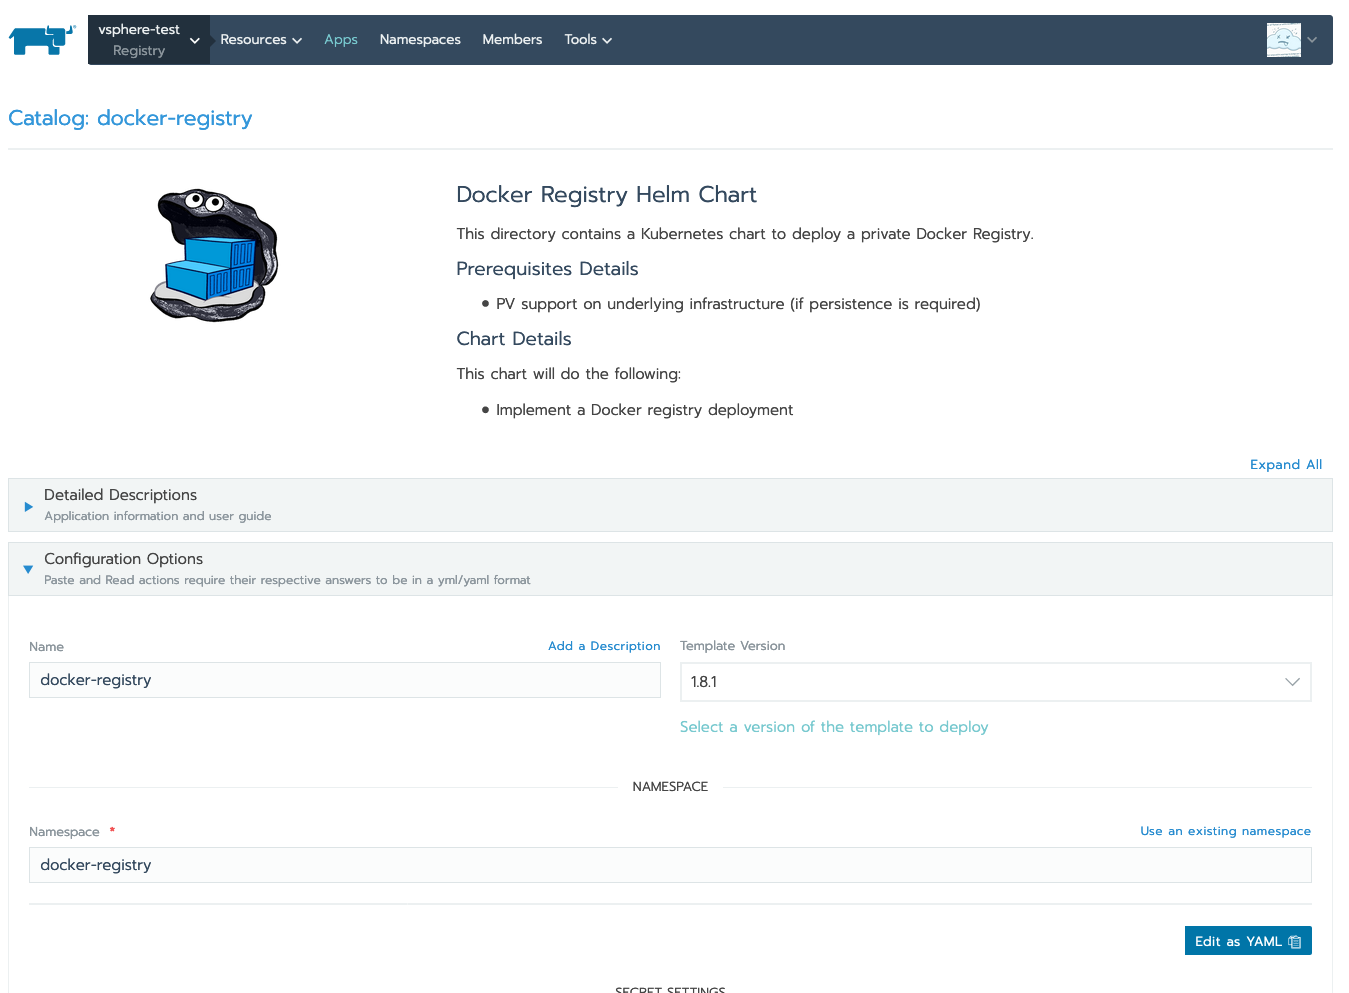 vsphere-test
Registry
Resources
Apps
Namespaces
Members
Tools
Catalog: docker-registry
Docker Registry Helm Chart
This directory contains a Kubernetes chart to deploy a private Docker Registry.
Prerequisites Details
• PV support on underlying infrastructure (if persistence is required)
Chart Details
This chart will do the following:
• Implement a Docker registry deployment
Expand All
Detailed Descriptions
Application information and user guide
Configuration Options
Paste and Read actions require their respective answers to be in a yml/yaml format
Name
Add a Description
docker-registry
Template Version
1.8.1
Select a version of the template to deploy
NAMESPACE
Namespace *
Use an existing namespace
docker-registry
Edit as YAML
SECRET SETTINGS